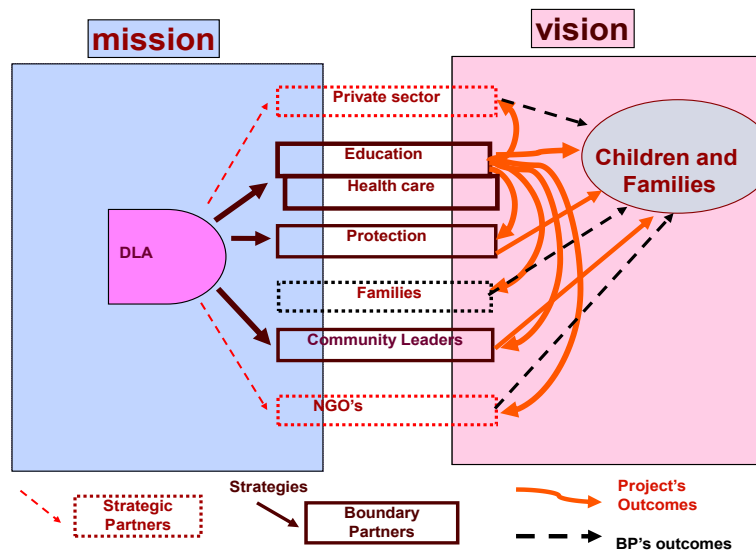 mission
vision
Private sector
Education
Health care
Children and
Families
DLA
Protection
Families
Community Leaders
NGO's
Strategic
Partners
Strategies
Boundary
Partners
Project's
Outcomes
BP's outcomes